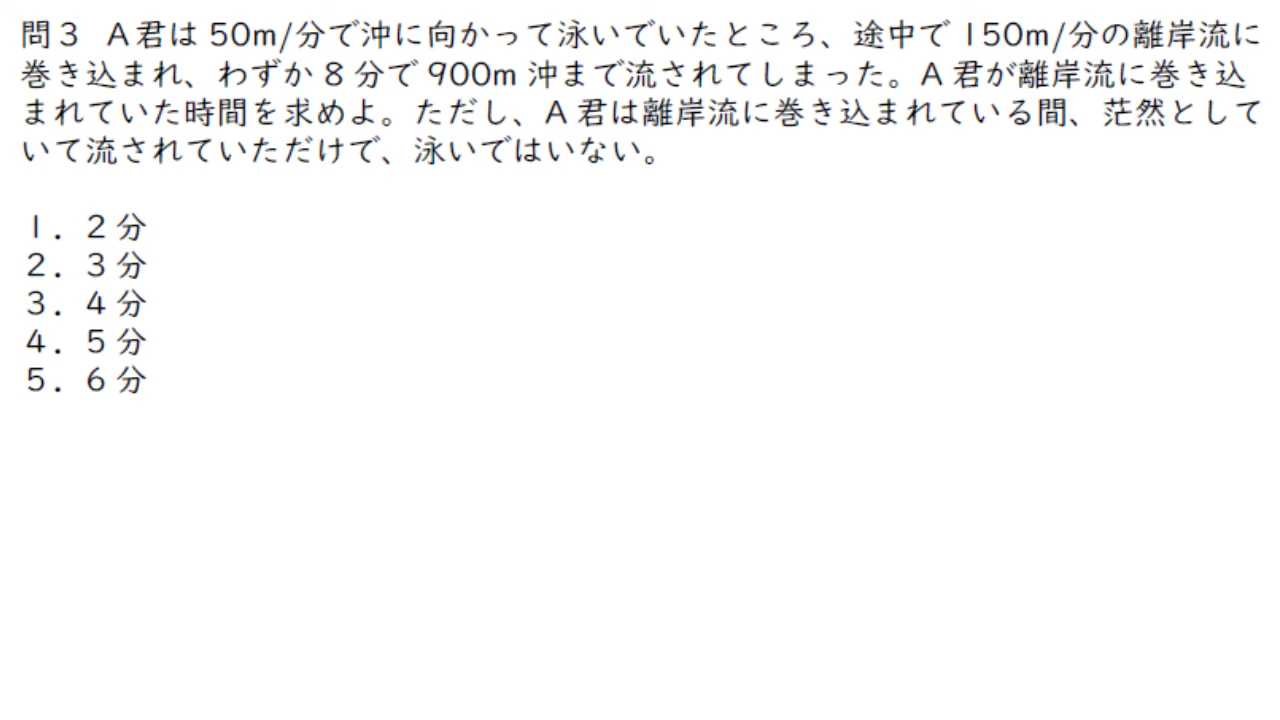 問３　Ａ君は 50m/分で沖に向かって泳いでいたところ、途中で 150m/分の離岸流に
巻き込まれ、わずか 8 分で 900m 沖まで流されてしまった。A 君が離岸流に巻き込
まれていた時間を求めよ。ただし、A 君は離岸流に巻き込まれている間、茫然として
いて流されていただけで、泳いではいない。
１．２分
２．３分
３．４分
４．５分
５．６分